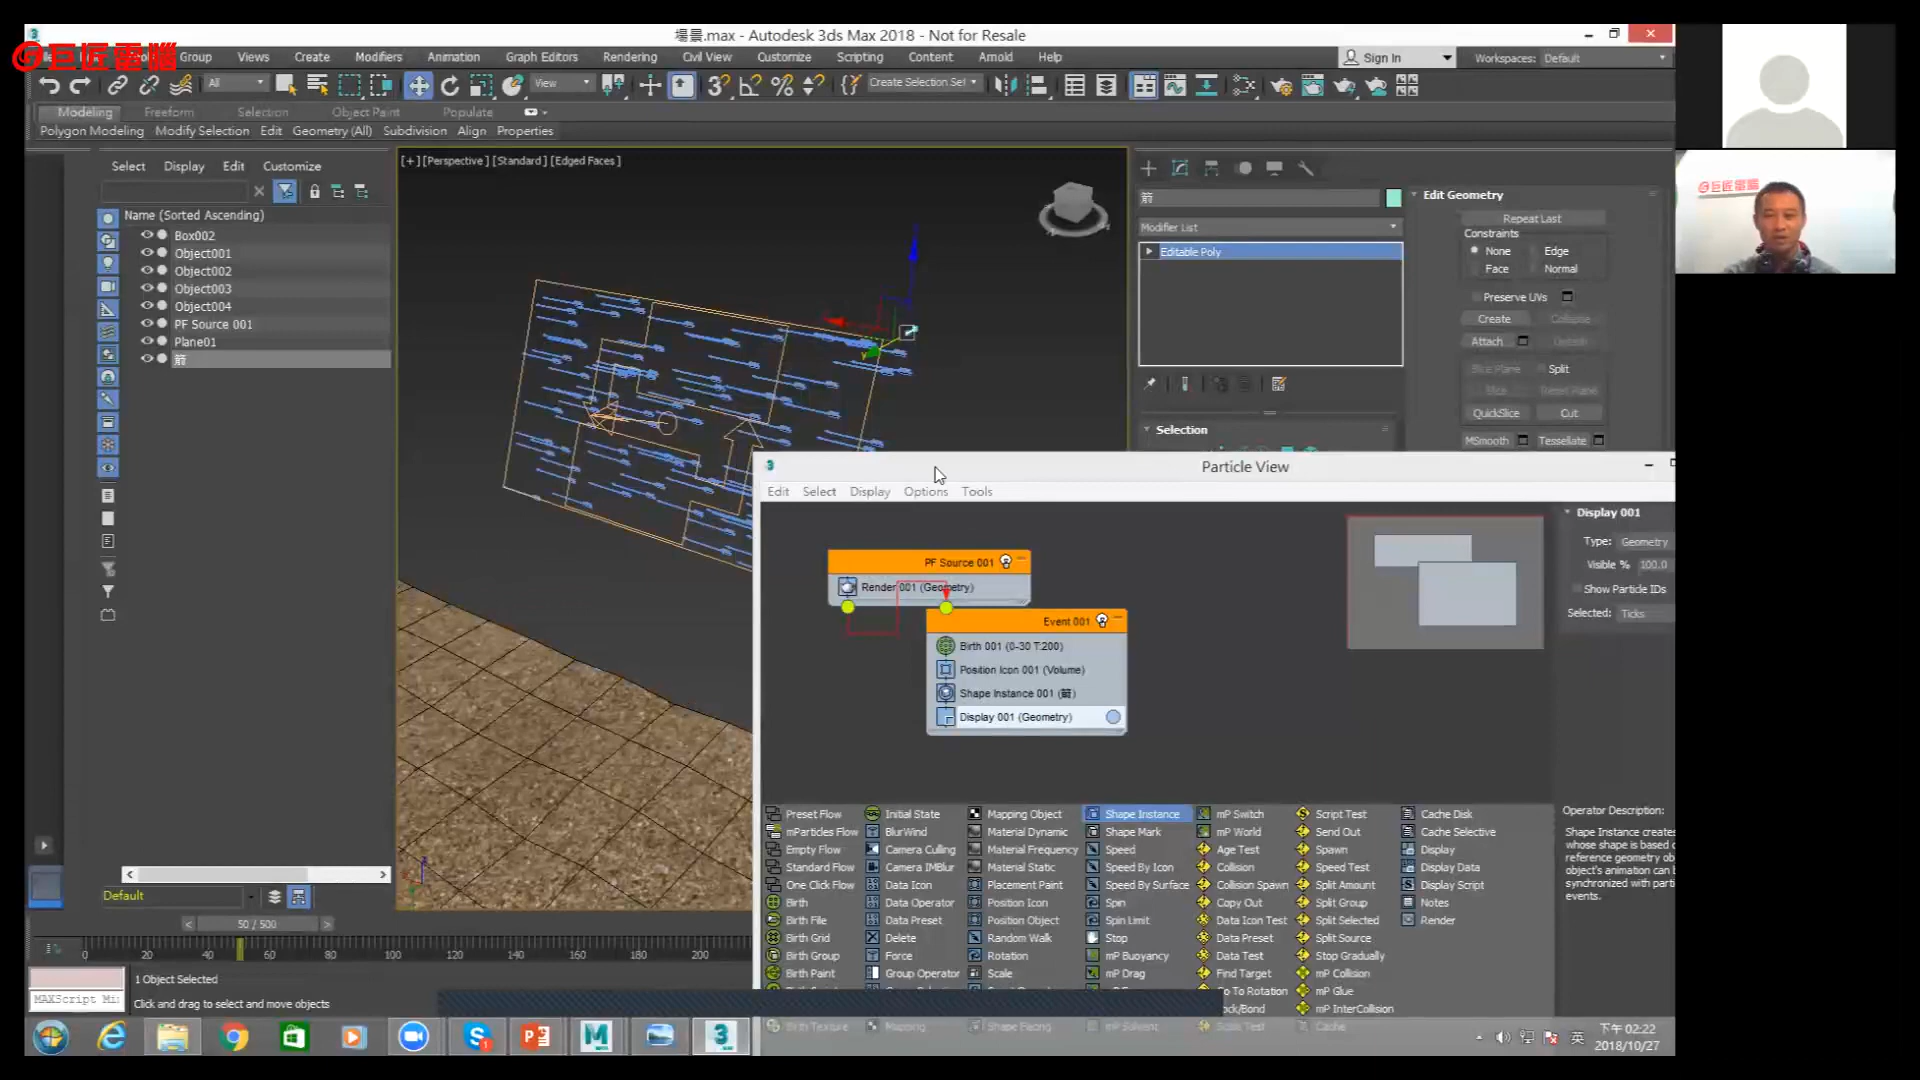 場景.max - Autodesk 3ds Max 2018 - Not for Resale
巨匠電腦
Group Views Create Modifiers Animation Graph Editors Rendering Civil View Customize Scripting Content Arnold Help
Sign In
Workspaces: Default
All
View
Create Selection Set
Modeling Freeform Selection Object Paint Populate
Polygon Modeling Modify Selection Edit Geometry (All) Subdivision Align Properties
Select Display Edit Customize
Name (Sorted Ascending)
Box002
Object001
Object002
Object003
Object004
PF Source 001
Plane01
箭
Default
50 / 500
0 20 40 60 80 100 120 140 160 180 200
1 Object Selected
Click and drag to select and move objects
MAXScript Mi
[+] [Perspective] [Standard] [Edged Faces]
箭
Modifier List
Editable Poly
Selection
Edit Geometry
Repeat Last
Constraints
None Edge
Face Normal
Preserve UVs
Create Collapse
Attach Detach
Slice Plane Split
Slice Reset Plane
QuickSlice Cut
MSmooth Tessellate
巨匠電腦
Particle View
Edit Select Display Options Tools
PF Source 001
Render 001 (Geometry)
Event 001
Birth 001 (0-30 T:200)
Position Icon 001 (Volume)
Shape Instance 001 (箭)
Display 001 (Geometry)
Display 001
Type: Geometry
Visible % 100.0
Show Particle IDs
Selected: Ticks
Preset Flow Initial State Mapping Object Shape Instance mP Switch Script Test Cache Disk
mParticles Flow BlurWind Material Dynamic Shape Mark mP World Send Out Cache Selective
Empty Flow Camera Culling Material Frequency Speed Age Test Spawn Display
Standard Flow Camera IMBlur Material Static Speed By Icon Collision Speed Test Display Data
One Click Flow Data Icon Placement Paint Speed By Surface Collision Spawn Split Amount Display Script
Birth Data Operator Position Icon Spin Copy Out Split Group Notes
Birth File Data Preset Position Object Spin Limit Data Icon Test Split Selected Render
Birth Grid Delete Random Walk Stop Data Preset Split Source
Birth Group Force Rotation mP Buoyancy Data Test Stop Gradually
Birth Paint Group Operator Scale mP Drag Find Target mP Collision
Go To Rotation mP Glue
ock/Bond mP InterCollision
Birth Texture Mapping Shape Facing mP Solvent Scale Test Cache
Operator Description:
Shape Instance creates
whose shape is based o
reference geometry ob
object's animation can b
synchronized with parti
events.
英
下午 02:22
2018/10/27